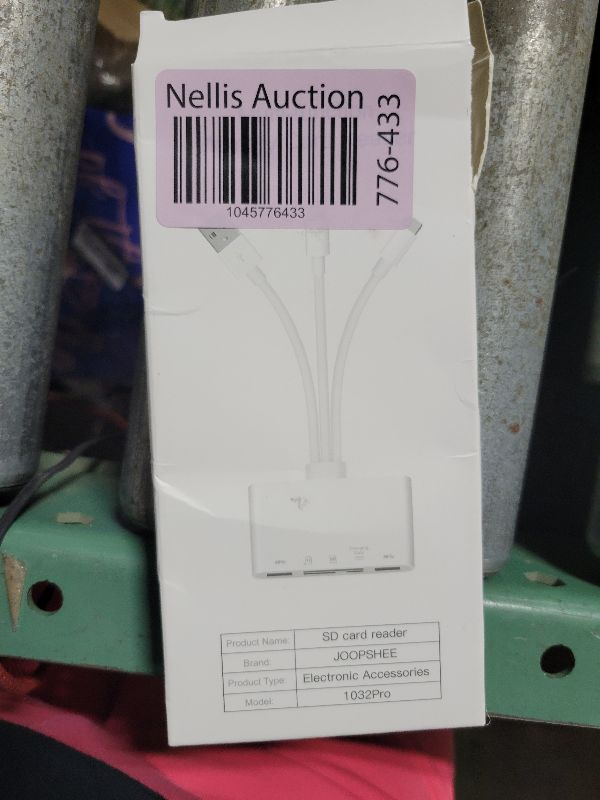 Nellis Auction
776-433
1045776433
Product Name: SD card reader
Brand: JOOPSHEE
Product Type: Electronic Accessories
Model: 1032Pro